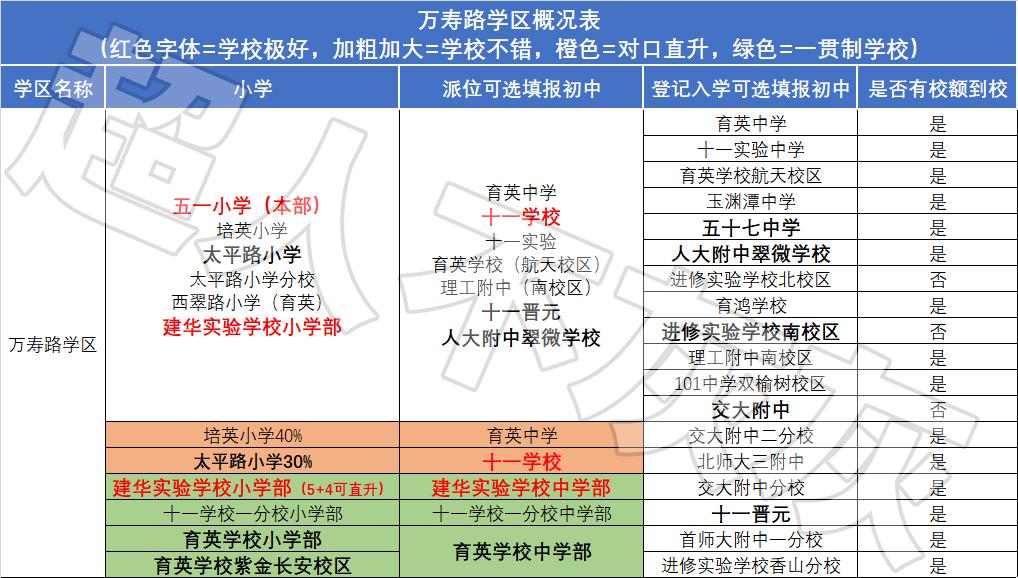 万寿路学区概况表
（红色字体=学校极好，加粗加大=学校不错，橙色=对口直升，绿色=一贯制学校）
学区名称 小学 派位可选填报初中 登记入学可选填报初中 是否有校额到校
万寿路学区
五一小学（本部）
培英小学
太平路小学
太平路小学分校
西翠路小学（育英）
建华实验学校小学部
育英中学
十一学校
十一实验
育英学校（航天校区）
理工附中（南校区）
十一晋元
人大附中翠微学校
育英中学 是
十一实验中学 是
育英学校航天校区 是
玉渊潭中学 是
五十七中学 是
人大附中翠微学校 是
进修实验学校北校区 否
育鸿学校 是
进修实验学校南校区 否
理工附中南校区 是
101中学双榆树校区 是
交大附中 否
培英小学40% 育英中学 交大附中二分校 是
太平路小学30% 十一学校 北师大三附中 是
建华实验学校小学部（5+4可直升） 建华实验学校中学部 交大附中分校 是
十一学校一分校小学部 十一学校一分校中学部 十一晋元 是
育英学校小学部 育英学校中学部 首师大附中一分校 是
育英学校紫金长安校区 进修实验学校香山分校 是
超人不灰灰